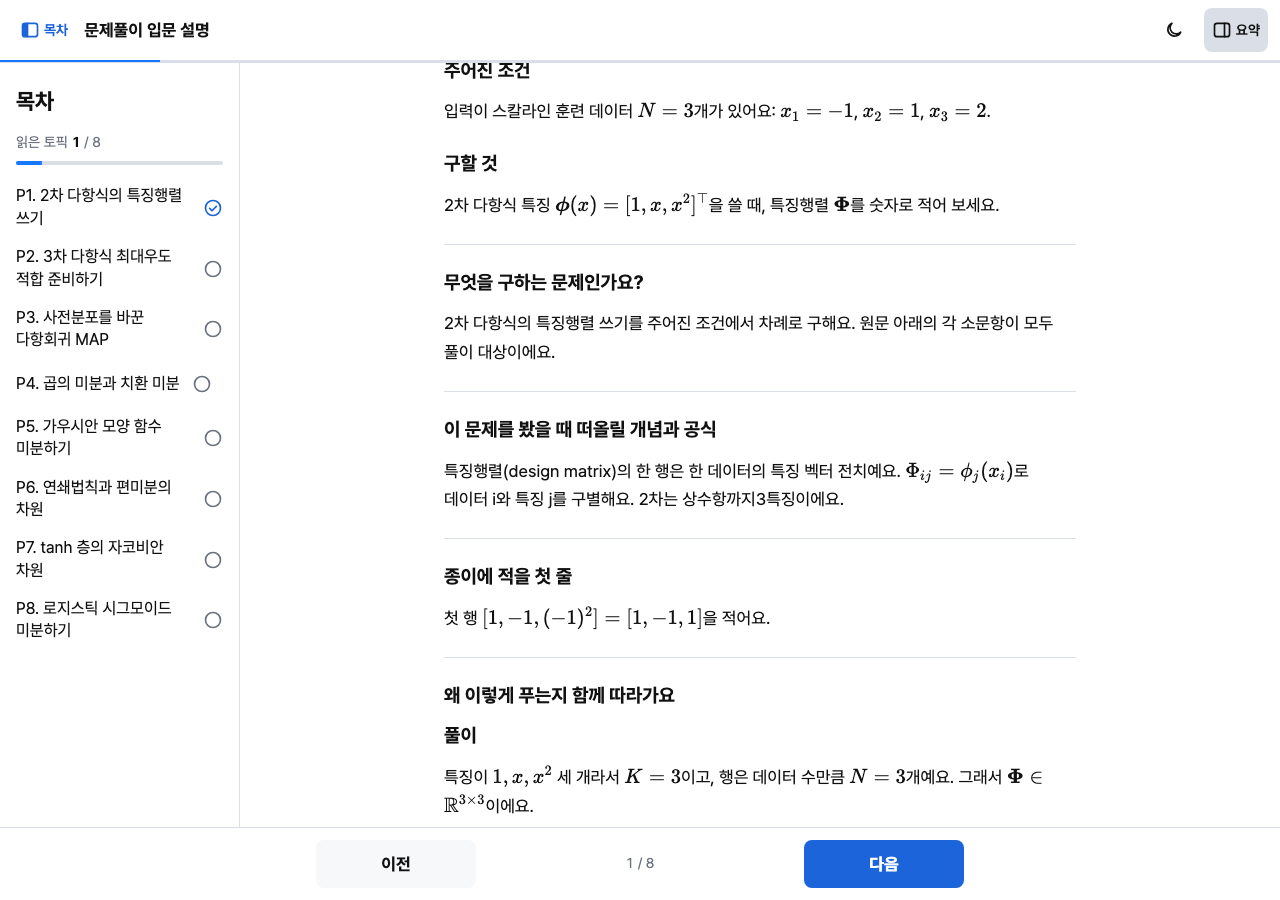 목차 문제풀이 입문 설명 요약
목차
읽은 토픽 1 / 8
P1. 2차 다항식의 특징행렬
쓰기
P2. 3차 다항식 최대우도
적합 준비하기
P3. 사전분포를 바꾼
다항회귀 MAP
P4. 곱의 미분과 치환 미분
P5. 가우시안 모양 함수
미분하기
P6. 연쇄법칙과 편미분의
차원
P7. tanh 층의 자코비안
차원
P8. 로지스틱 시그모이드
미분하기
주어진 조건
입력이 스칼라인 훈련 데이터 N = 3개가 있어요: x₁ = −1, x₂ = 1, x₃ = 2.
구할 것
2차 다항식 특징 ϕ(x) = [1, x, x²]⊤을 쓸 때, 특징행렬 Φ를 숫자로 적어 보세요.
무엇을 구하는 문제인가요?
2차 다항식의 특징행렬 쓰기를 주어진 조건에서 차례로 구해요. 원문 아래의 각 소문항이 모두
풀이 대상이에요.
이 문제를 봤을 때 떠올릴 개념과 공식
특징행렬(design matrix)의 한 행은 한 데이터의 특징 벡터 전치예요. Φᵢⱼ = ϕⱼ(xᵢ)로
데이터 i와 특징 j를 구별해요. 2차는 상수항까지3특징이에요.
종이에 적을 첫 줄
첫 행 [1, −1, (−1)²] = [1, −1, 1]을 적어요.
왜 이렇게 푸는지 함께 따라가요
풀이
특징이 1, x, x² 세 개라서 K = 3이고, 행은 데이터 수만큼 N = 3개예요. 그래서 Φ ∈
ℝ³ˣ³이에요.
이전 1 / 8 다음